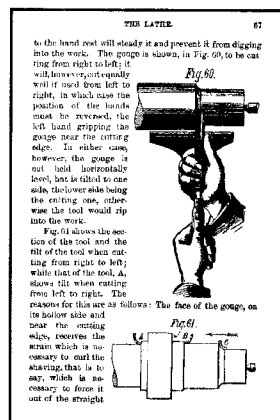 THE LATHE. 67
to the hand rest will steady it and prevent it from digging
into the work. The gouge is shown, in Fig. 60, to be cut
ting from right to left; it
will, however, cut equally
well if used from left to
right, in which case the
position of the hands
must be reversed, the
left hand gripping the
gouge near the cutting
edge. In either case,
however, the gouge is
not held horizontally
level, but is tilted to one
side, the lower side being
the cutting one, other-
wise the tool would rip
into the work.
Fig. 60.
Fig. 61 shows the sec-
tion of the tool and the
tilt of the tool when cut-
ting from right to left;
while that of the tool, A,
shows tilt when cutting
from left to right. The
reasons for this are as follows: The face of the gouge, on
its hollow side and
near the cutting
edge, receives the
strain which is ne-
cessary to curl the
shaving, that is to
say, which is ne-
cessary to force it
out of the straight
Fig. 61.
A
B
C